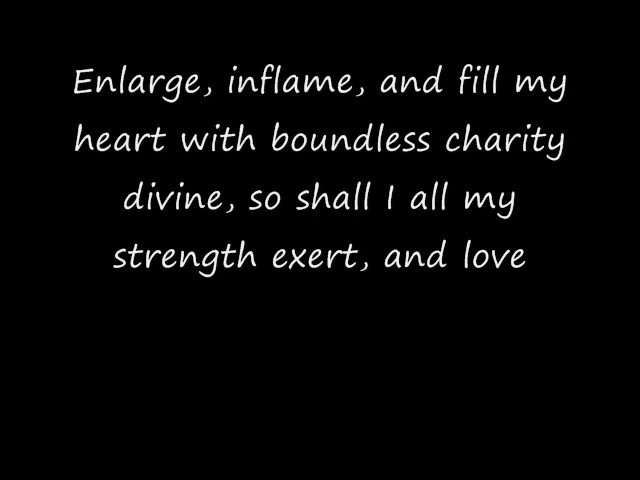 Enlarge, inflame, and fill my
heart with boundless charity
divine, so shall I all my
strength exert, and love